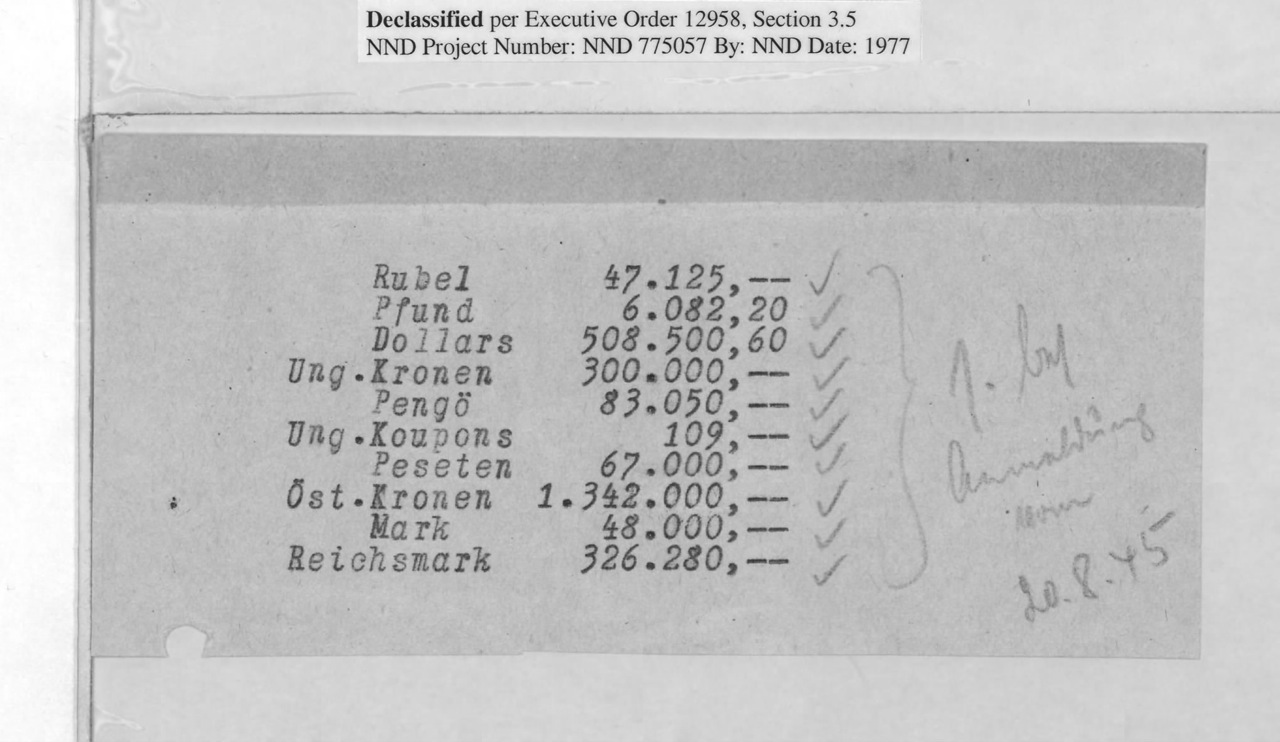 Declassified per Executive Order 12958, Section 3.5
NND Project Number: NND 775057 By: NND Date: 1977
Rubel 47.125,-- ✓
Pfund 6.082,20 ✓
Dollars 508.500,60 ✓
Ung.Kronen 300.000,-- ✓
Pengö 83.050,-- ✓
Ung.Koupons 109,-- ✓
Peseten 67.000,-- ✓
Öst.Kronen 1.342.000,-- ✓
Mark 48.000,-- ✓
Reichsmark 326.280,-- ✓
Anmeldung
vom
20.8.45